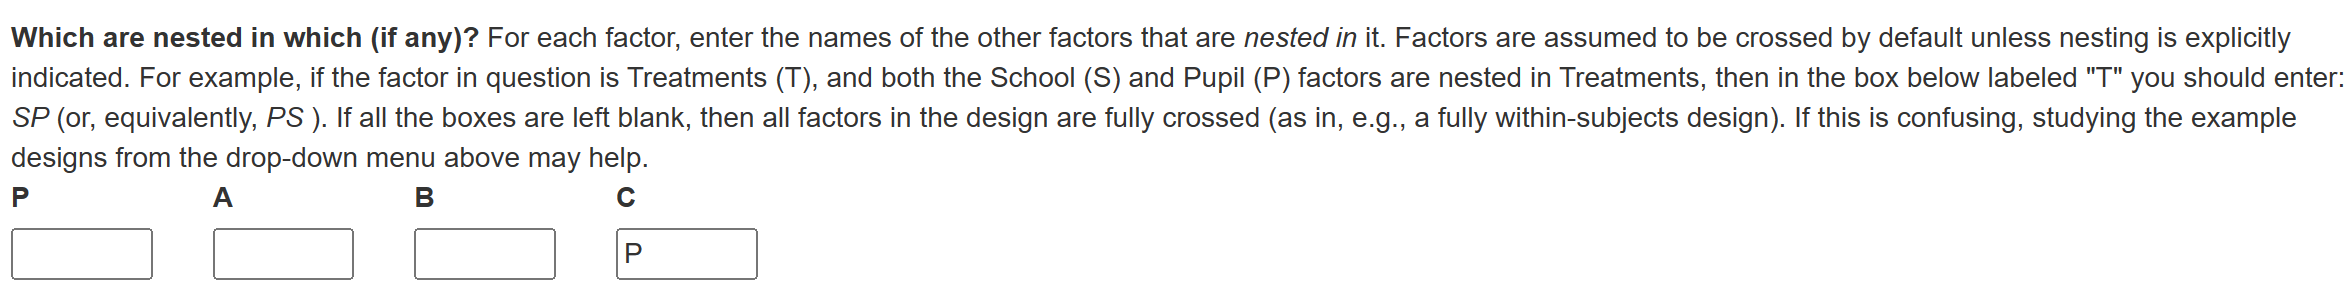 Which are nested in which (if any)? For each factor, enter the names of the other factors that are nested in it. Factors are assumed to be crossed by default unless nesting is explicitly
indicated. For example, if the factor in question is Treatments (T), and both the School (S) and Pupil (P) factors are nested in Treatments, then in the box below labeled "T" you should enter:
SP (or, equivalently, PS ). If all the boxes are left blank, then all factors in the design are fully crossed (as in, e.g., a fully within-subjects design). If this is confusing, studying the example
designs from the drop-down menu above may help.
P A B C
P